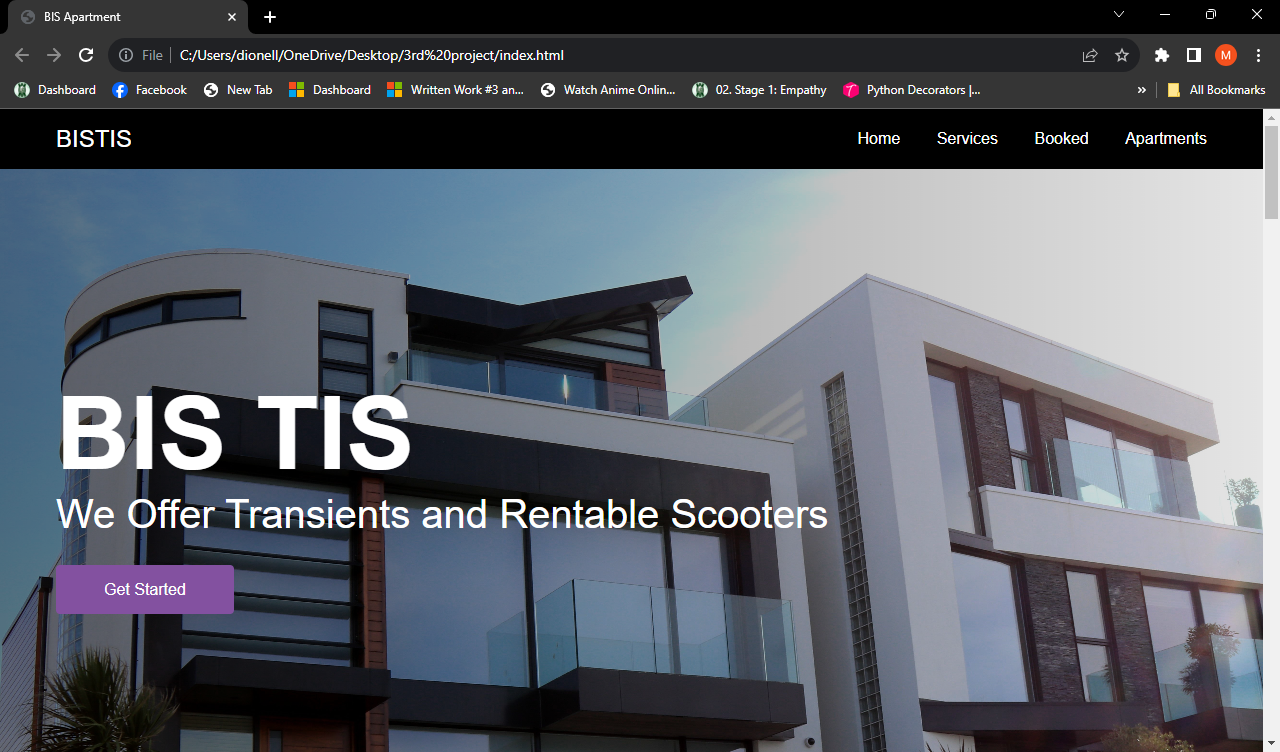 BIS Apartment
File C:/Users/dionell/OneDrive/Desktop/3rd%20project/index.html M
Dashboard Facebook New Tab Dashboard Written Work #3 an... Watch Anime Onlin... 02. Stage 1: Empathy Python Decorators |... » All Bookmarks
BISTIS Home Services Booked Apartments
BIS TIS
We Offer Transients and Rentable Scooters
Get Started